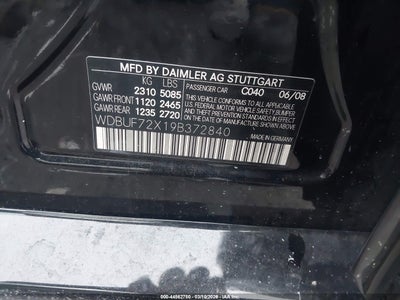 MFD BY DAIMLER AG STUTTGART
KG LBS PASSENGER CAR C040 06/08
GVWR 2310 5085
GAWR FRONT 1120 2465
GAWR REAR 1235 2720
THIS VEHICLE CONFORMS TO ALL APPLICABLE
U.S. FEDERAL MOTOR VEHICLE SAFETY
BUMPER AND THEFT PREVENTION STANDARDS
IN EFFECT ON THE DATE OF MANUFACTURE
SHOWN ABOVE.
WDBUF72X19B372840
MADE IN GERMANY